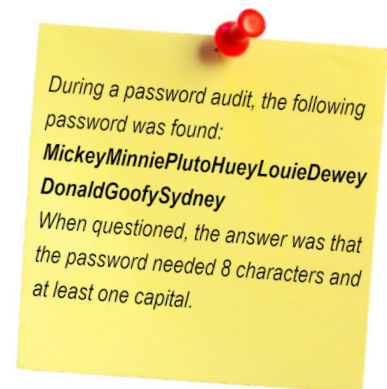 During a password audit, the following
password was found:
MickeyMinniePlutoHueyLouieDewey
DonaldGoofySydney
When questioned, the answer was that
the password needed 8 characters and
at least one capital.